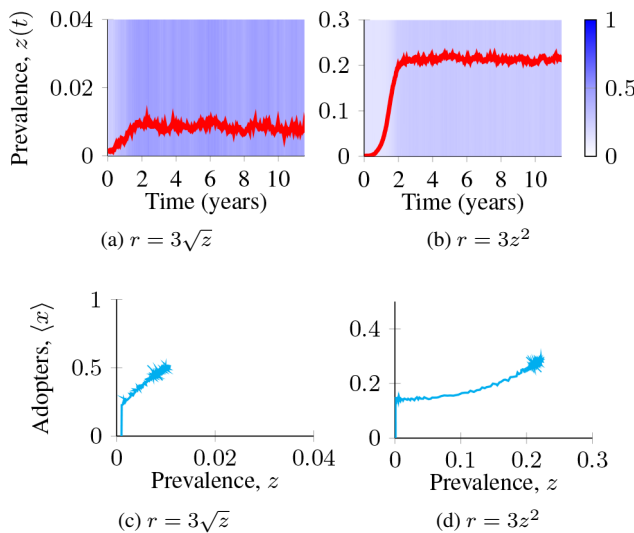 Prevalence, z(t)
0.04
0.02
0
0 2 4 6 8 10
Time (years)
(a) r = 3√z
0.3
0.2
0.1
0
0 2 4 6 8 10
Time (years)
(b) r = 3z²
1
0.5
0
Adopters, ⟨x⟩
1
0.5
0
0 0.02 0.04
Prevalence, z
(c) r = 3√z
0.4
0.2
0
0 0.1 0.2 0.3
Prevalence, z
(d) r = 3z²